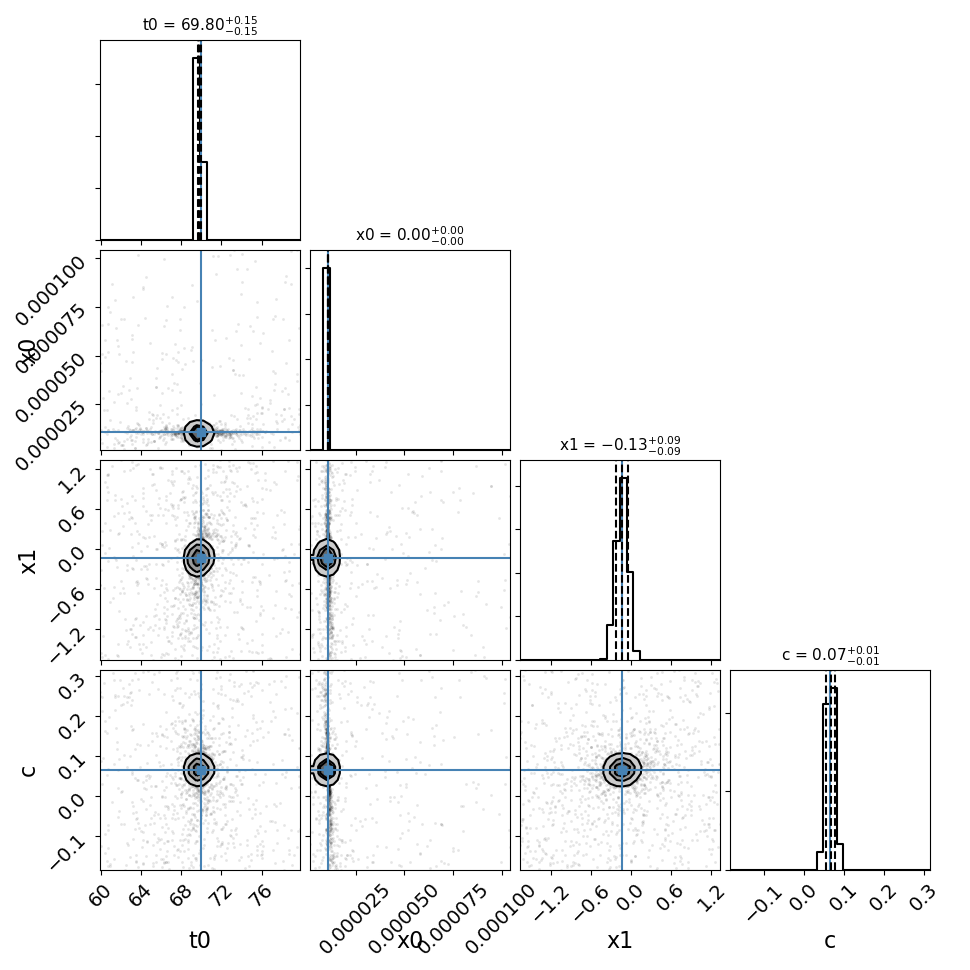 t0 = 69.80+0.15−0.15
x0 = 0.00+0.00−0.00
x0
0.000100
0.000075
0.000050
0.000025
x1 = −0.13+0.09−0.09
x1
1.2
0.6
0.0
−0.6
−1.2
c = 0.07+0.01−0.01
c
0.3
0.2
0.1
0.0
−0.1
60 64 68 72 76
0.000025 0.000050 0.000075 0.000100
−1.2 −0.6 0.0 0.6 1.2
−0.1 0.0 0.1 0.2 0.3
t0 x0 x1 c